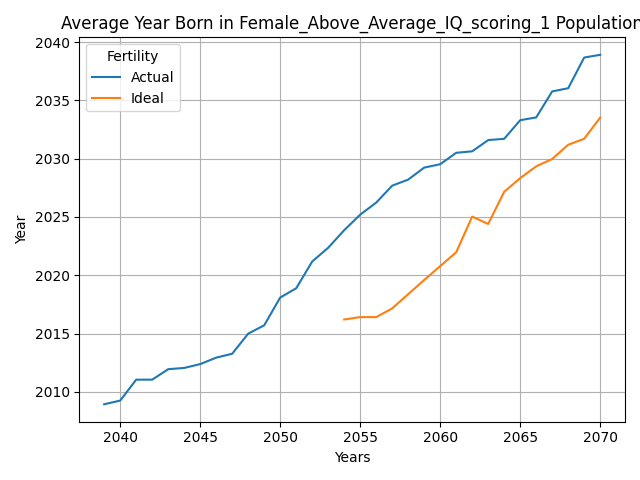 Average Year Born in Female_Above_Average_IQ_scoring_1 Population
Fertility
Actual
Ideal
2040
2035
2030
2025
2020
2015
2010
Year
2040 2045 2050 2055 2060 2065 2070
Years